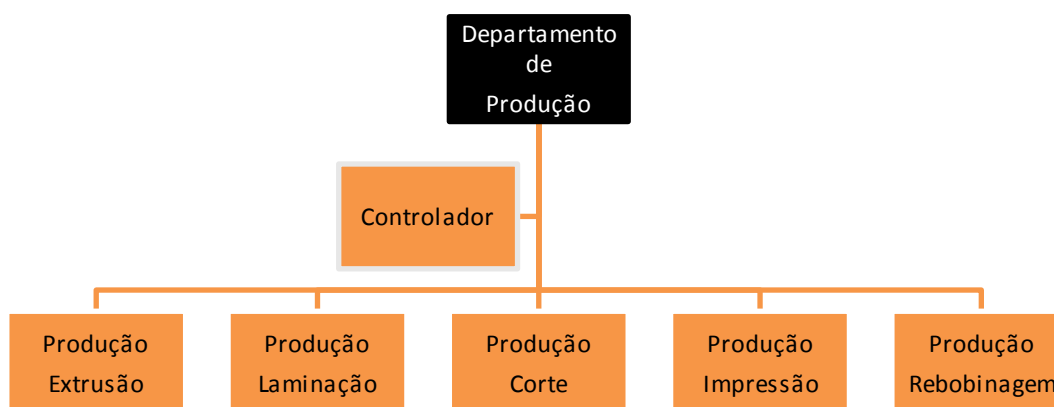 Departamento
de
Produção
Controlador
Produção
Extrusão
Produção
Laminação
Produção
Corte
Produção
Impressão
Produção
Rebobinagem